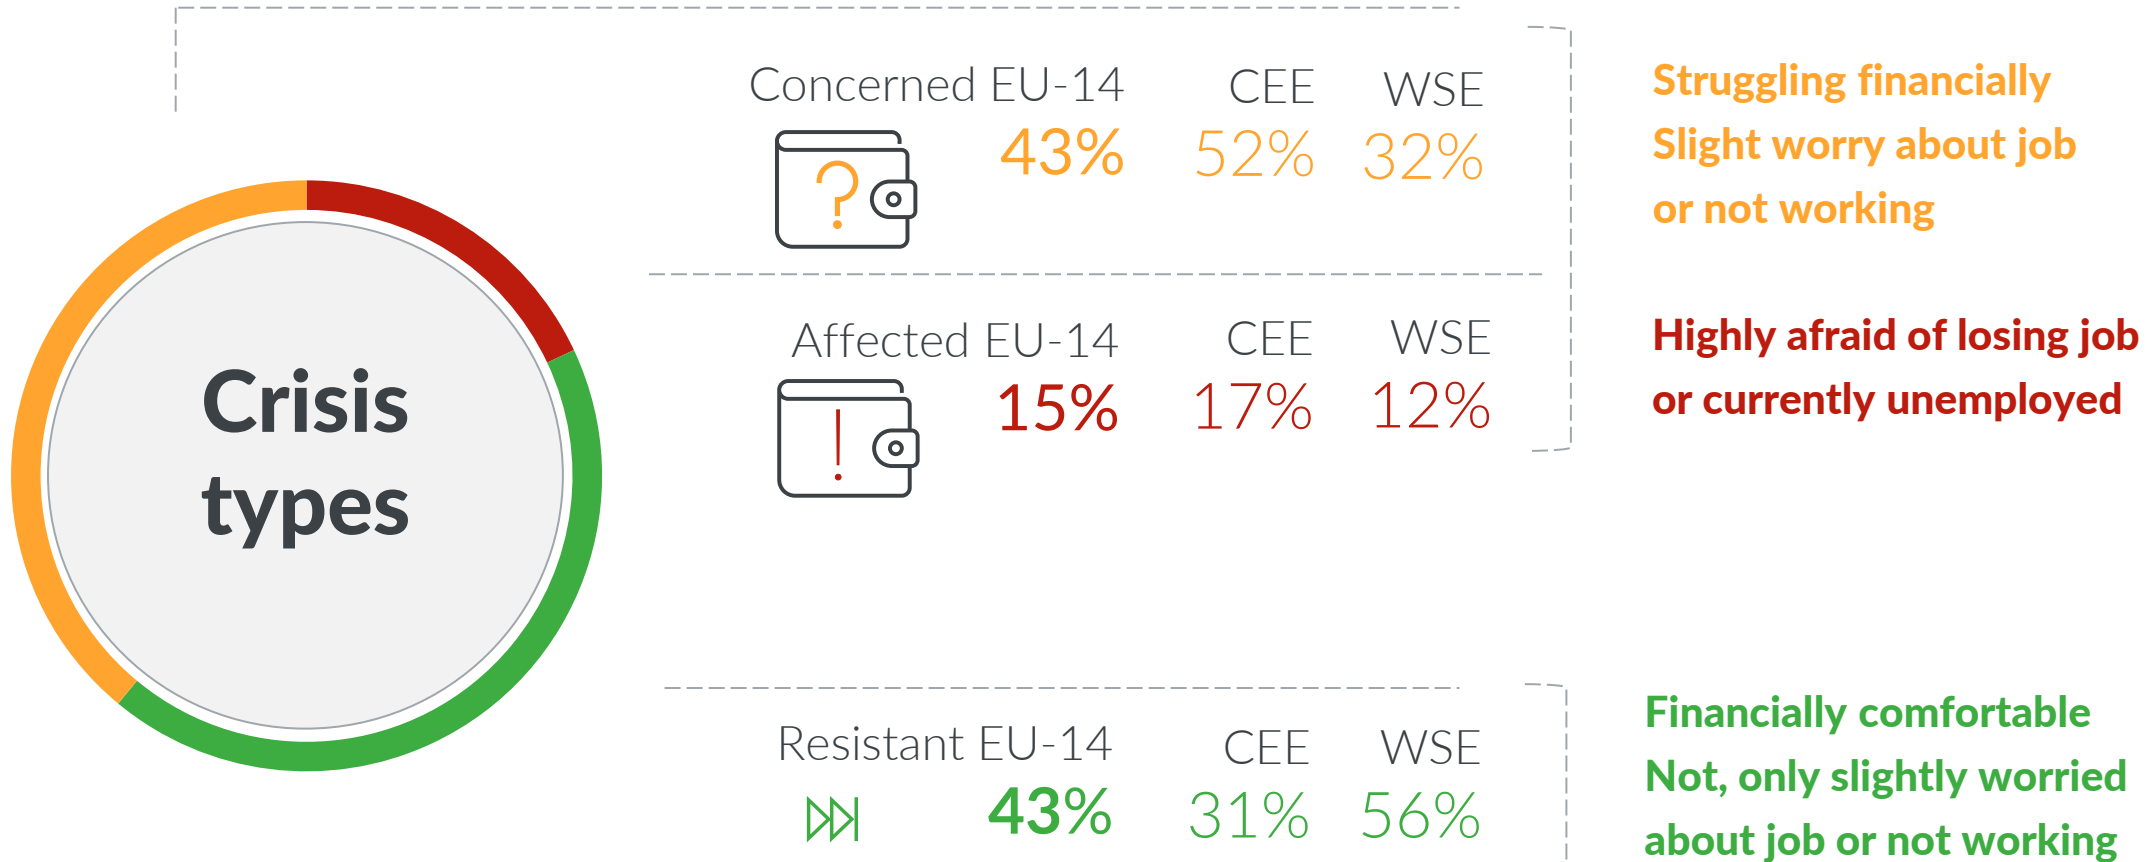 Crisis
types
Concerned EU-14 CEE WSE
43% 52% 32%
?
Struggling financially
Slight worry about job
or not working
Affected EU-14 CEE WSE
15% 17% 12%
!
Highly afraid of losing job
or currently unemployed
Resistant EU-14 CEE WSE
43% 31% 56%
Financially comfortable
Not, only slightly worried
about job or not working